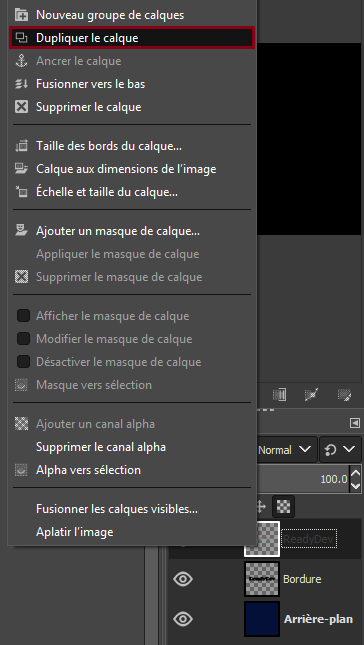 Nouveau groupe de calques
Dupliquer le calque
Ancrer le calque
Fusionner vers le bas
Supprimer le calque
Taille des bords du calque...
Calque aux dimensions de l'image
Échelle et taille du calque...
Ajouter un masque de calque...
Appliquer le masque de calque
Supprimer le masque de calque
Afficher le masque de calque
Modifier le masque de calque
Désactiver le masque de calque
Masque vers sélection
Ajouter un canal alpha
Supprimer le canal alpha
Alpha vers sélection
Fusionner les calques visibles...
Aplatir l'image
Normal
100.0
ReadyDev
Bordure
Arrière-plan